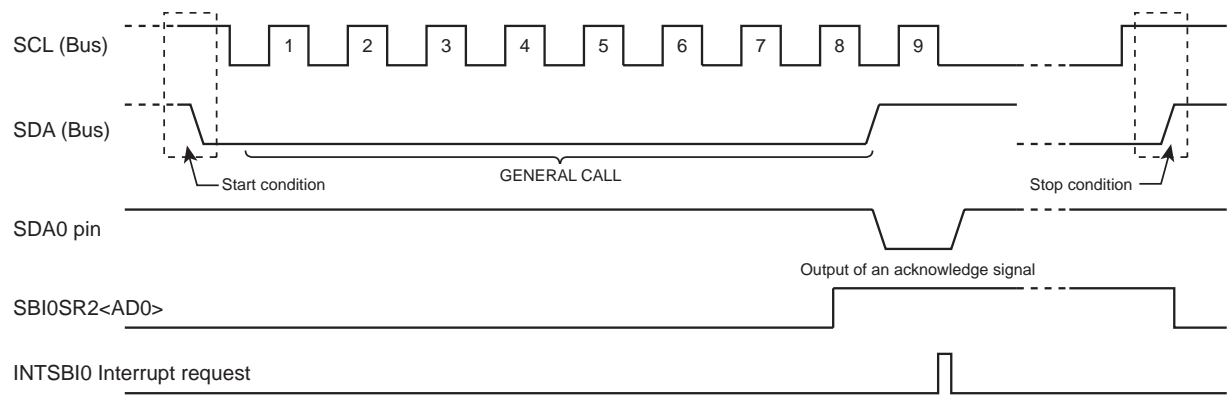 SCL (Bus)
1 2 3 4 5 6 7 8 9
SDA (Bus)
Start condition
GENERAL CALL
Stop condition
SDA0 pin
Output of an acknowledge signal
SBI0SR2<AD0>
INTSBI0 Interrupt request